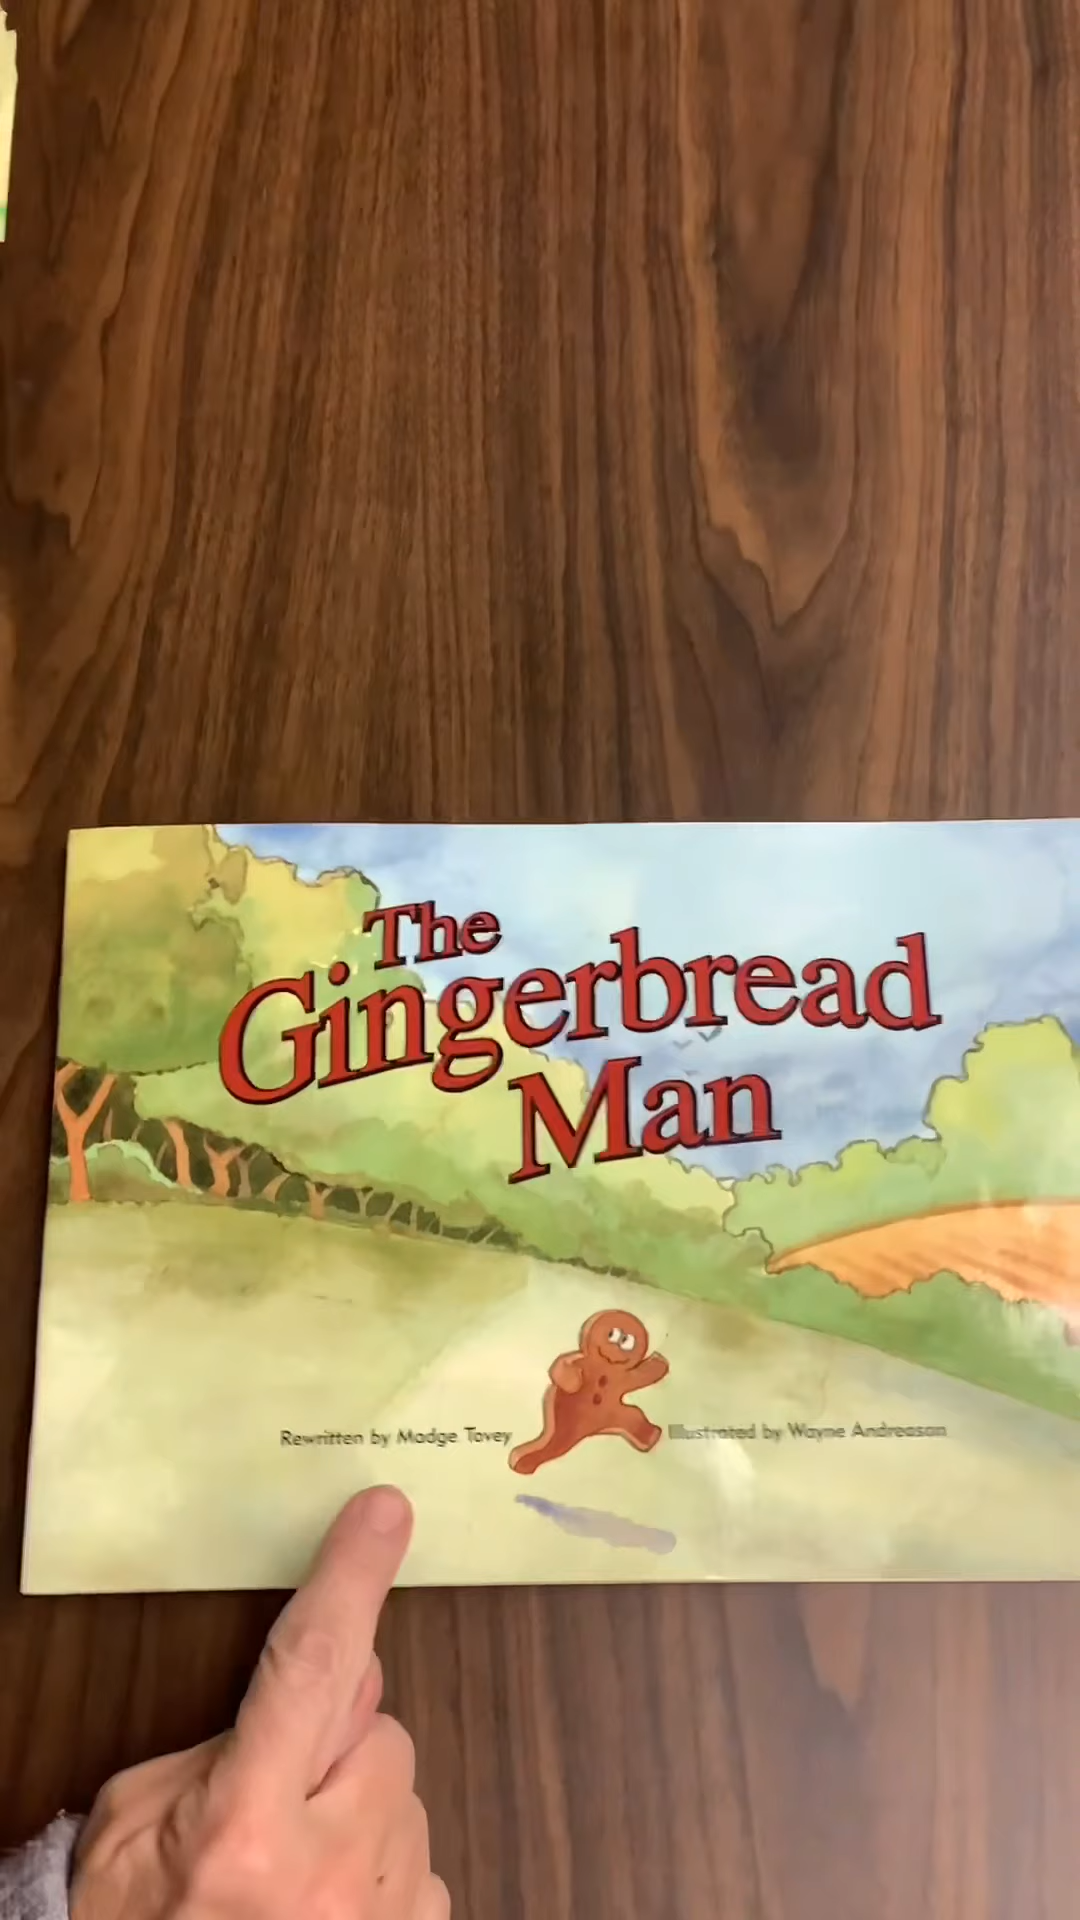 The
Gingerbread
Man
Rewritten by Madge Tovey
Illustrated by Wayne Andreason